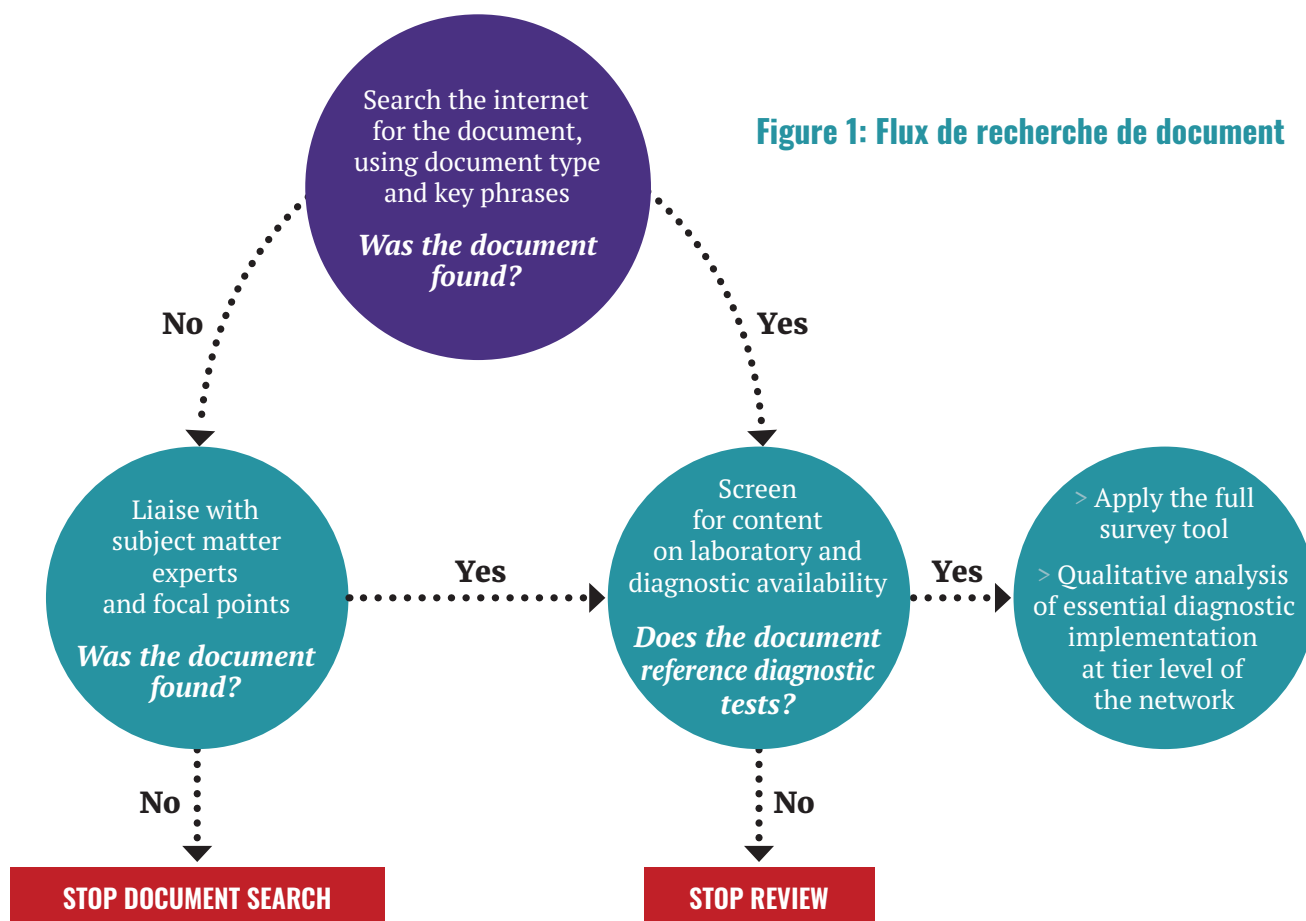 Search the internet
for the document,
using document type
and key phrases
Was the document
found?
Figure 1: Flux de recherche de document
No
Yes
Liaise with
subject matter
experts
and focal points
Was the document
found?
Yes
Screen
for content
on laboratory and
diagnostic availability
Does the document
reference diagnostic
tests?
Yes
> Apply the full
survey tool
> Qualitative analysis
of essential diagnostic
implementation
at tier level of
the network
No
No
STOP DOCUMENT SEARCH
STOP REVIEW